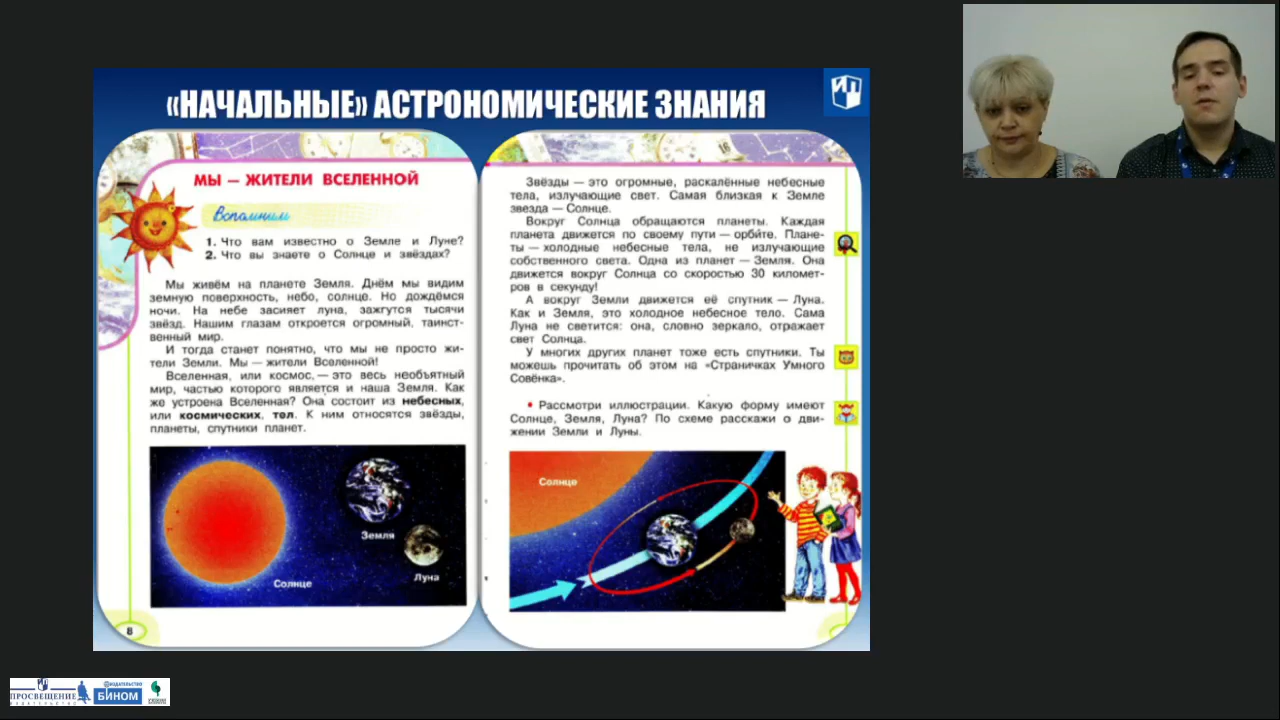 «НАЧАЛЬНЫЕ» АСТРОНОМИЧЕСКИЕ ЗНАНИЯ
МЫ — ЖИТЕЛИ ВСЕЛЕННОЙ
Вспомним
1. Что вам известно о Земле и Луне?
2. Что вы знаете о Солнце и звёздах?
Мы живём на планете Земля. Днём мы видим
земную поверхность, небо, солнце. Но дождёмся
ночи. На небе засияет луна, зажгутся тысячи
звёзд. Нашим глазам откроется огромный, таинст-
венный мир.
И тогда станет понятно, что мы не просто жи-
тели Земли. Мы — жители Вселенной!
Вселенная, или космос, — это весь необъятный
мир, частью которого является и наша Земля. Как
же устроена Вселенная? Она состоит из небесных,
или космических, тел. К ним относятся звёзды,
планеты, спутники планет.
Солнце
Земля
Луна
8
Звёзды — это огромные, раскалённые небесные
тела, излучающие свет. Самая близкая к Земле
звезда — Солнце.
Вокруг Солнца обращаются планеты. Каждая
планета движется по своему пути — орби́те. Плане-
ты — холодные небесные тела, не излучающие
собственного света. Одна из планет — Земля. Она
движется вокруг Солнца со скоростью 30 километ-
ров в секунду!
А вокруг Земли движется её спутник — Луна.
Как и Земля, это холодное небесное тело. Сама
Луна не светится: она, словно зеркало, отражает
свет Солнца.
У многих других планет тоже есть спутники. Ты
можешь прочитать об этом на «Страничках Умного
Совёнка».
• Рассмотри иллюстрации. Какую форму имеют
Солнце, Земля, Луна? По схеме расскажи о дви-
жении Земли и Луны.
Солнце
ПРОСВЕЩЕНИЕ
ИЗДАТЕЛЬСТВО
ИЗДАТЕЛЬСТВО
БИНОМ